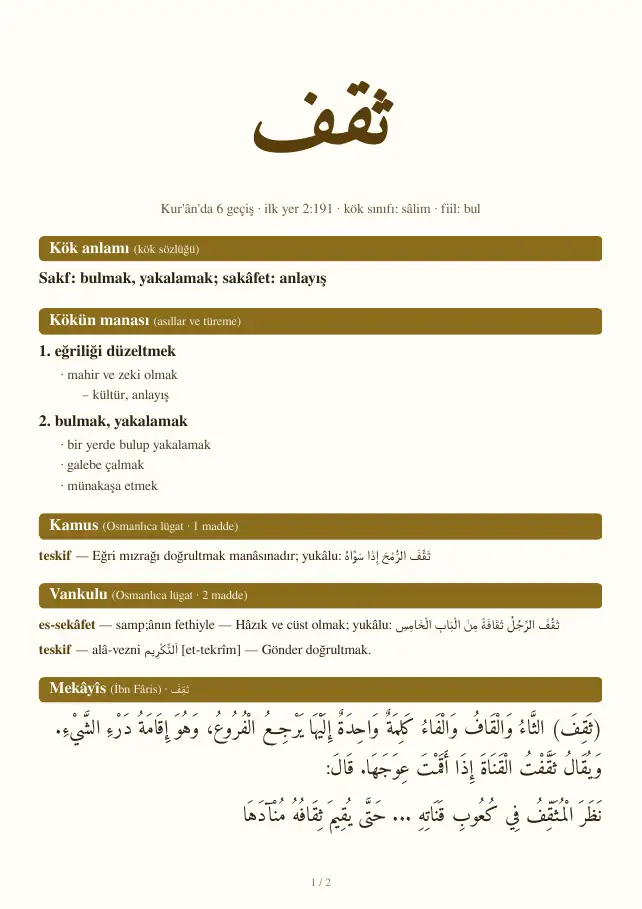 ثقف
Kur'ân'da 6 geçiş · ilk yer 2:191 · kök sınıfı: sâlim · fiil: bul
Kök anlamı (kök sözlüğü)
Sakf: bulmak, yakalamak; sakâfet: anlayış
Kökün manası (asıllar ve türeme)
1. eğriliği düzeltmek
· mahir ve zeki olmak
– kültür, anlayış
2. bulmak, yakalamak
· bir yerde bulup yakalamak
· galebe çalmak
· münakaşa etmek
Kamus (Osmanlıca lügat · 1 madde)
teskif — Eğri mızrağı doğrultmak manâsınadır; yukâlu: ثَقَّفَ الرُّمْحَ إِذَا سَوَّاهُ
Vankulu (Osmanlıca lügat · 2 madde)
es-sekâfet — samp;ânın fethiyle — Hâzık ve cüst olmak; yukâlu: ثَقُفَ الرَّجُلُ ثَقَافَةً مِنَ الْبَابِ الْخَامِسِ
teskif — alâ-vezni اَلتَّكْرِيم [et-tekrîm] — Gönder doğrultmak.
Mekâyîs (İbn Fâris) · ثقف
(ثَقِفَ) الثَّاءُ وَالْقَافُ وَالْفَاءُ كَلِمَةٌ وَاحِدَةٌ إِلَيْهَا يَرْجِعُ الْفُرُوعُ، وَهُوَ إِقَامَةُ دَرْءِ الشَّيْءِ.
وَيُقَالُ ثَقَّفْتُ الْقَنَاةَ إِذَا أَقَمْتَ عِوَجَهَا. قَالَ:
نَظَرَ الْمُثَقِّفُ فِي كُعُوبِ قَنَاتِهِ ... حَتَّى يُقِيمَ ثِقَافُهُ مُنْآدَهَا
1 / 2